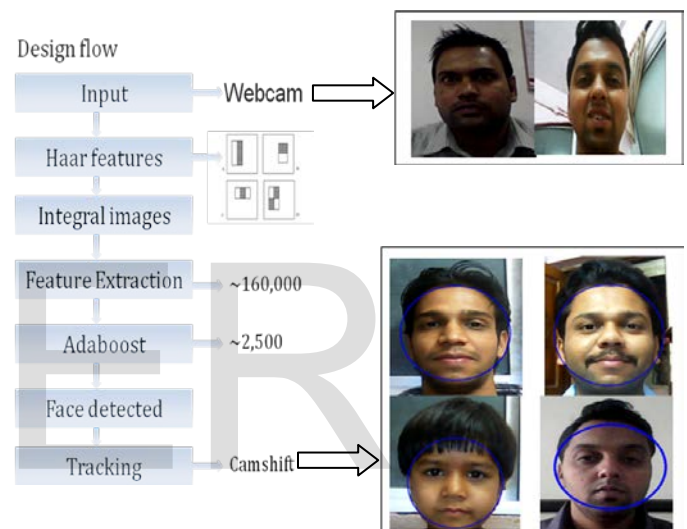 Design flow
Input
Webcam
Haar features
Integral images
Feature Extraction
~160,000
Adaboost
~2,500
Face detected
Tracking
Camshift
ER